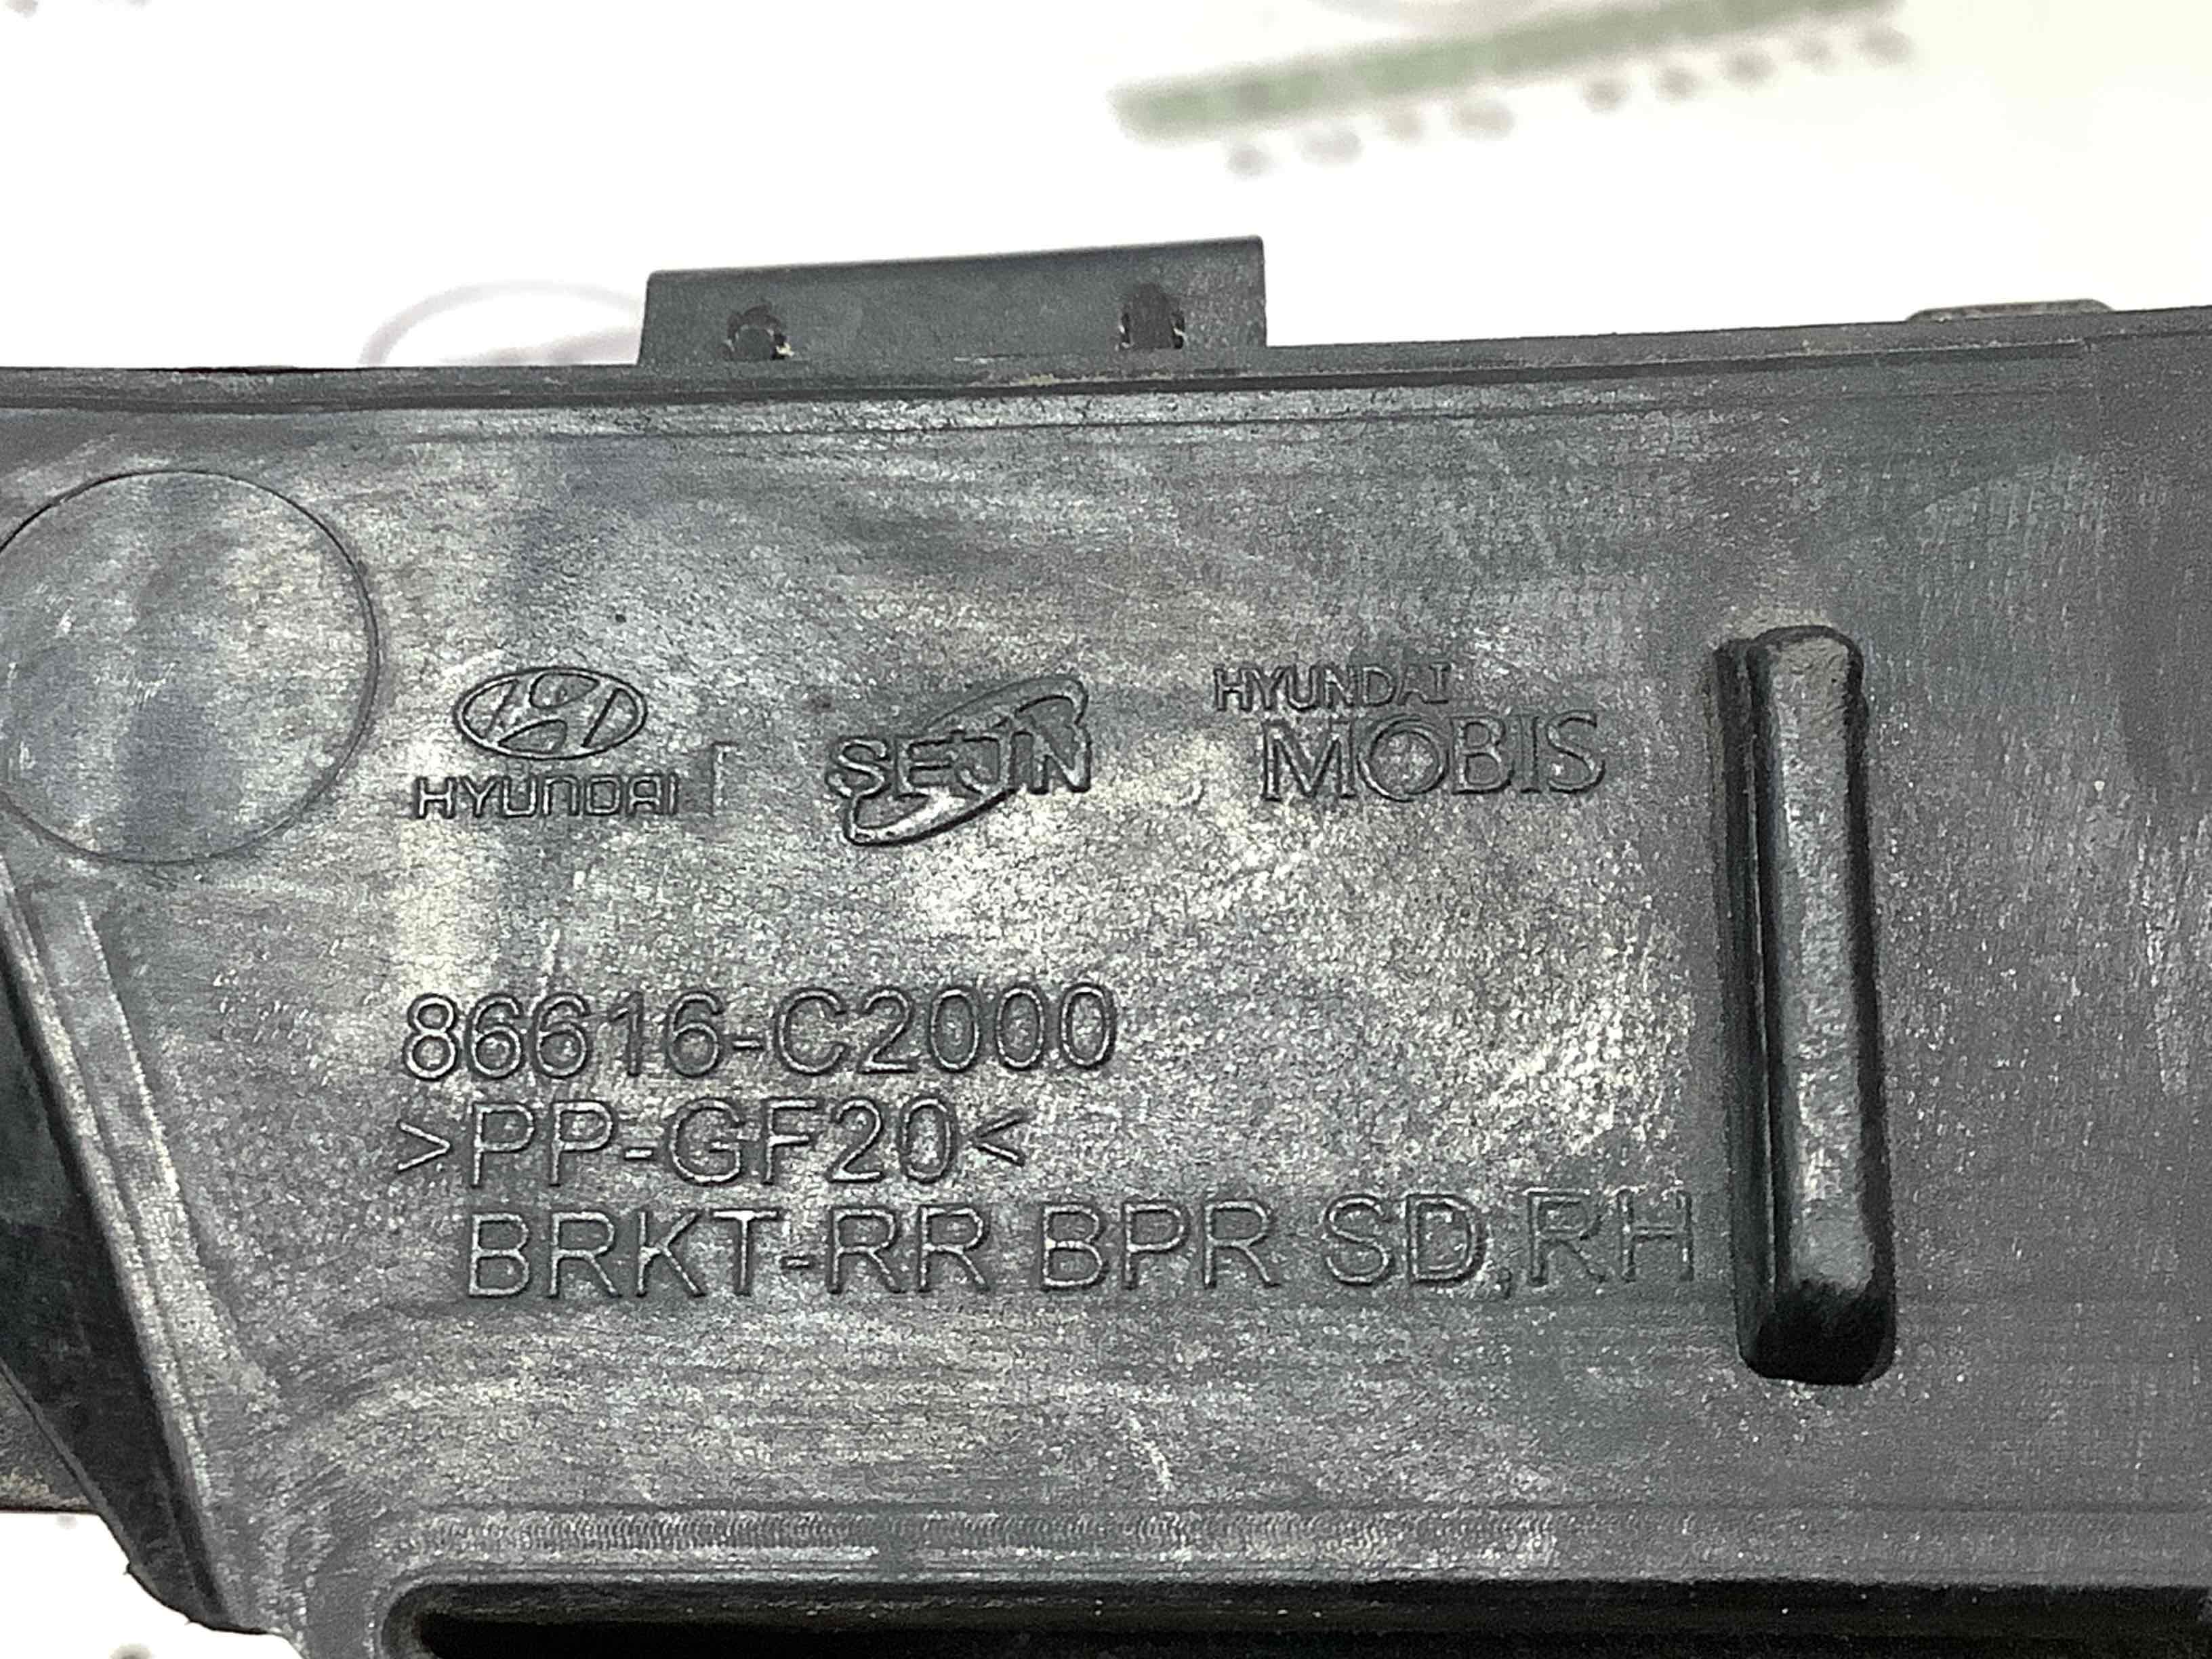 HYUNDAI
SEJIN
HYUNDAI
MOBIS
86616-C2000
>PP-GF20<
BRKT-RR BPR SD,RH